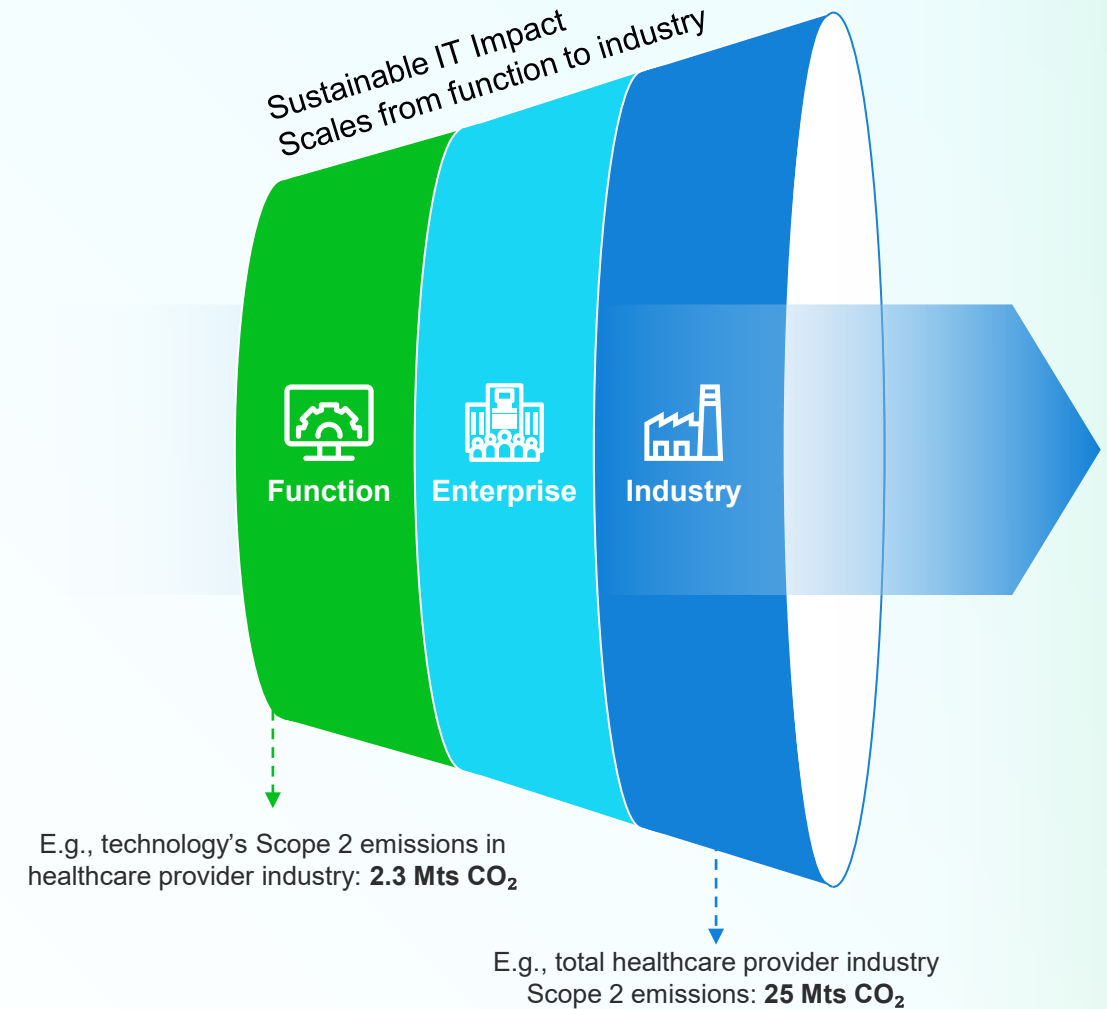 Sustainable IT Impact
Scales from function to industry
Function
Enterprise
Industry
E.g., technology’s Scope 2 emissions in
healthcare provider industry: 2.3 Mts CO₂
E.g., total healthcare provider industry
Scope 2 emissions: 25 Mts CO₂